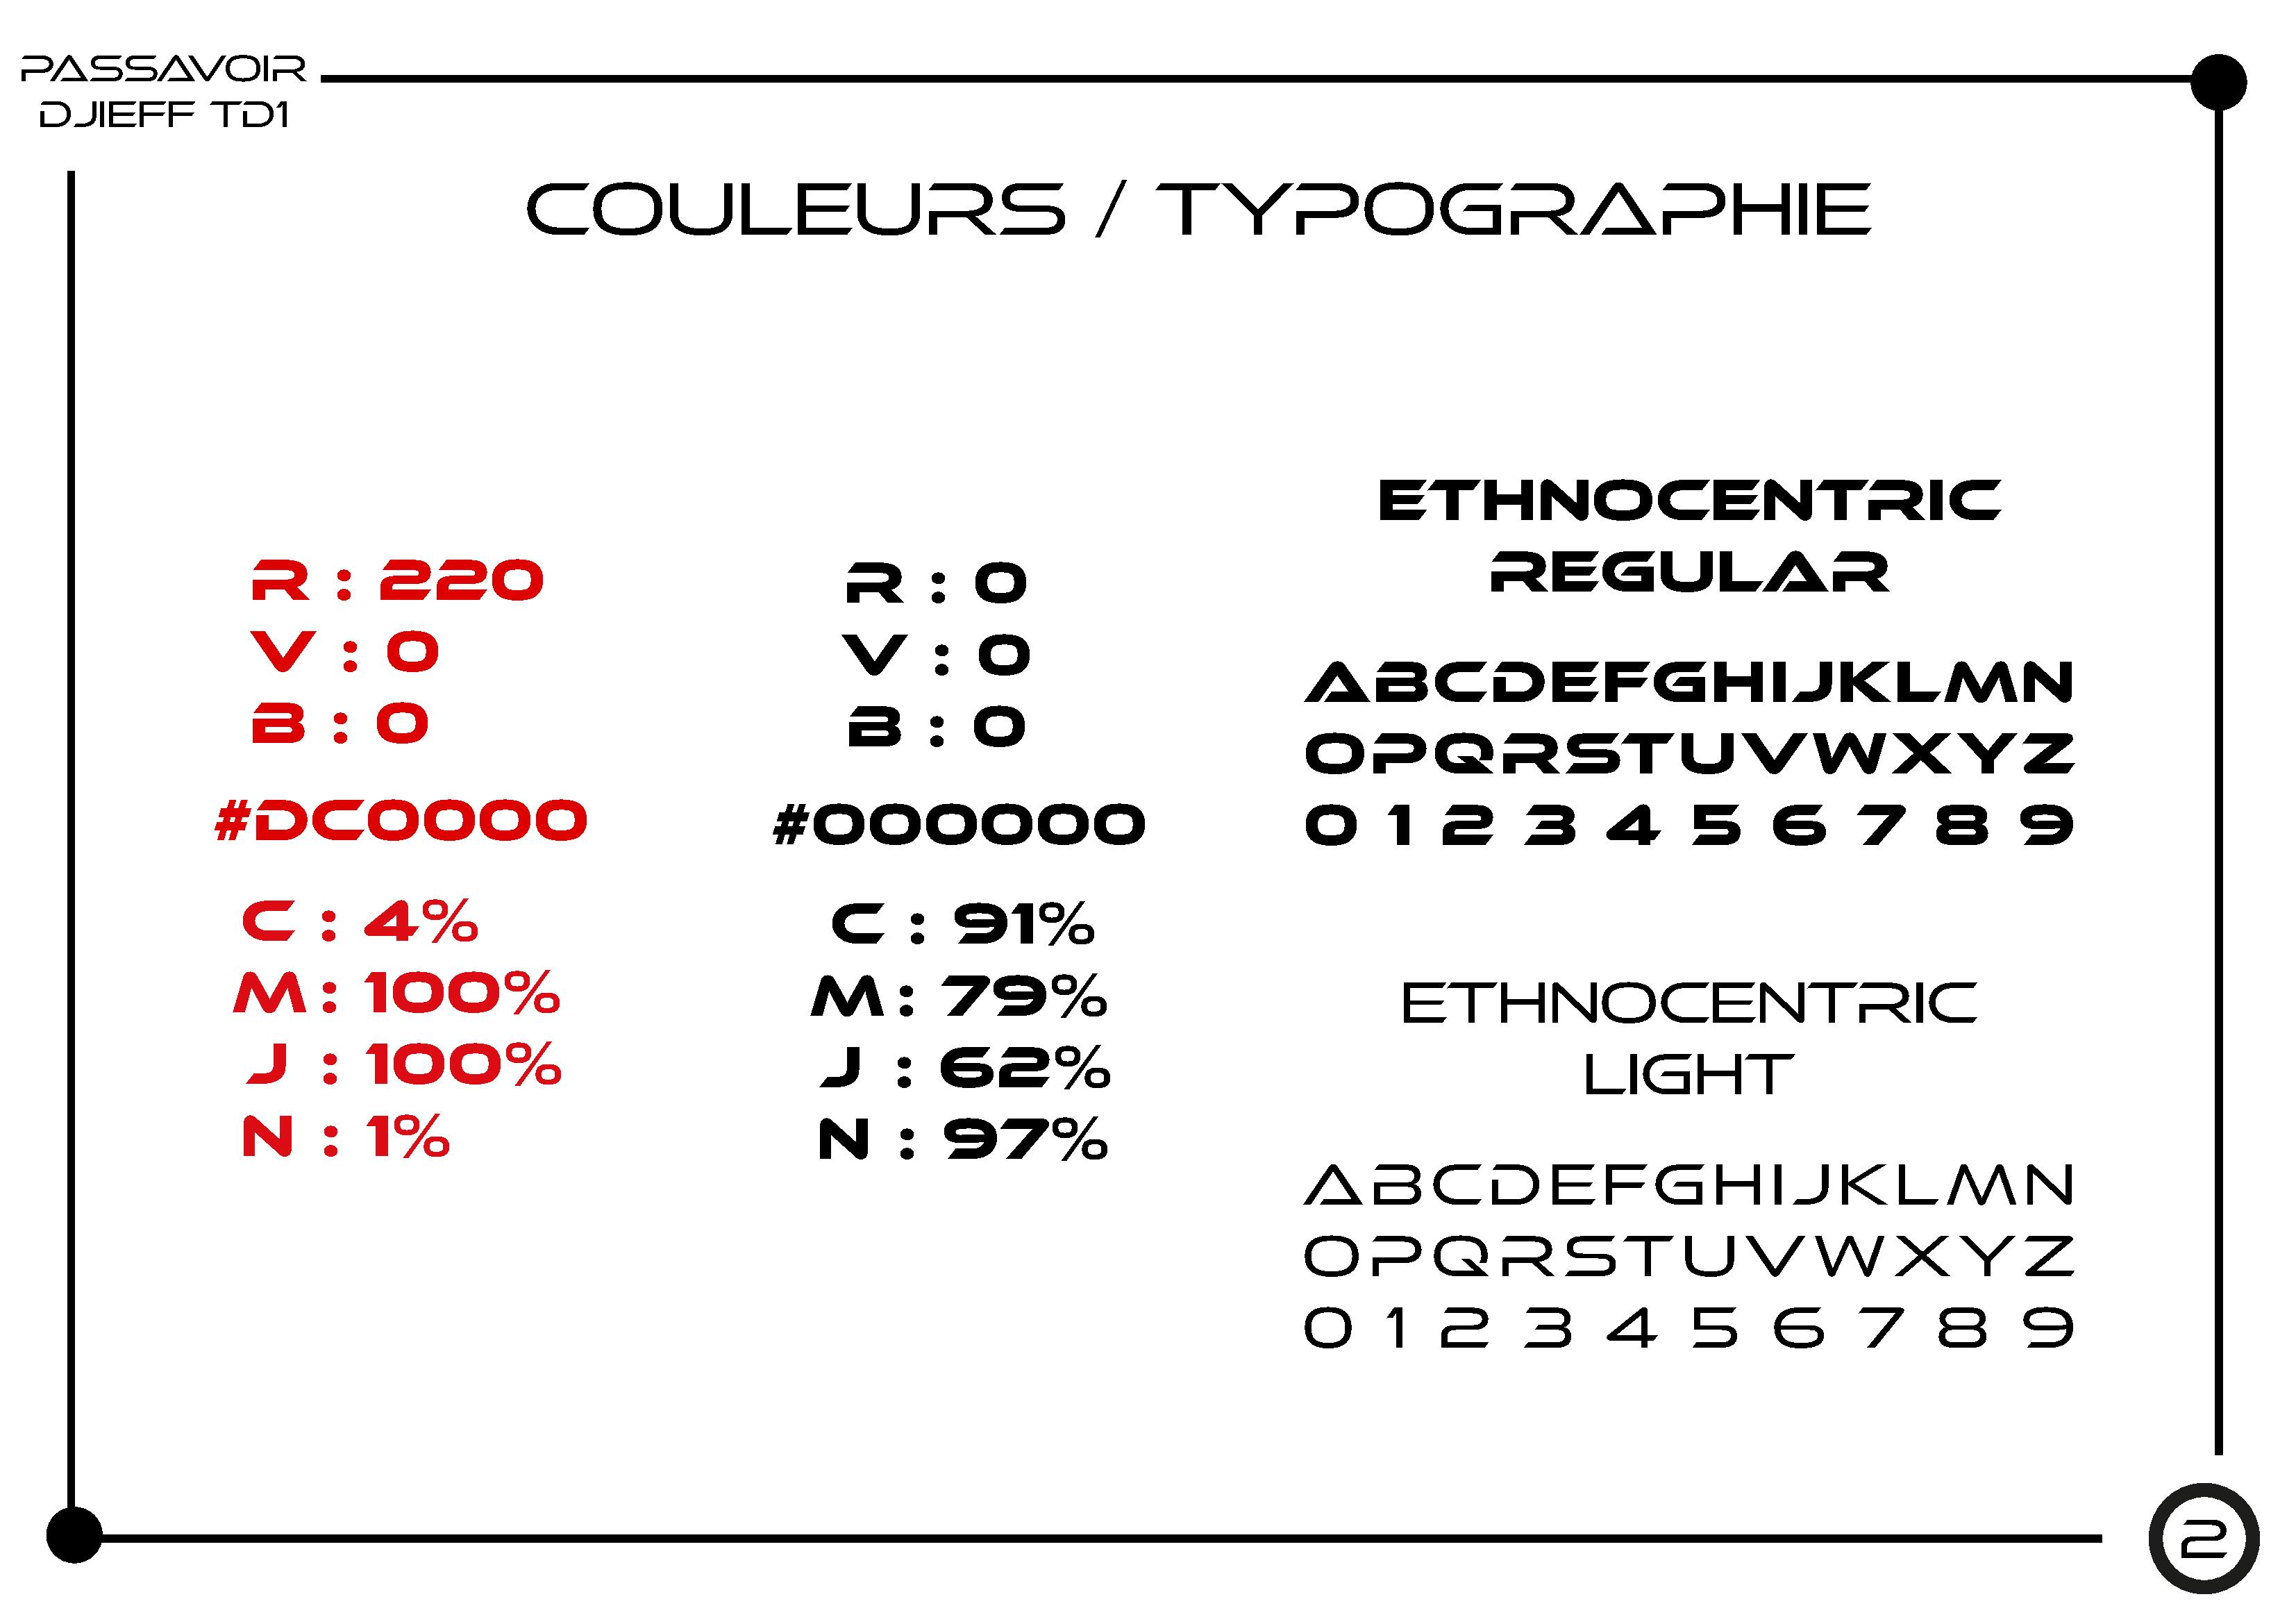 PASSAVOIR
DJIEFF TD1
COULEURS / TYPOGRAPHIE
R : 220
V : 0
B : 0
#DC0000
C : 4%
M : 100%
J : 100%
N : 1%
R : 0
V : 0
B : 0
#000000
C : 91%
M : 79%
J : 62%
N : 97%
ETHNOCENTRIC
REGULAR
ABCDEFGHIJKLMN
OPQRSTUVWXYZ
0 1 2 3 4 5 6 7 8 9
ETHNOCENTRIC
LIGHT
ABCDEFGHIJKLMN
OPQRSTUVWXYZ
0 1 2 3 4 5 6 7 8 9
2